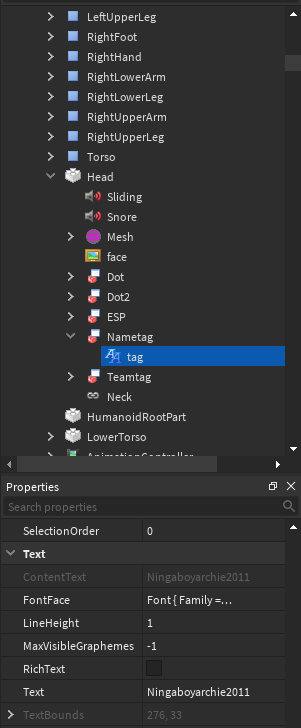 LeftUpperLeg
RightFoot
RightHand
RightLowerArm
RightLowerLeg
RightUpperArm
RightUpperLeg
Torso
Head
Sliding
Snore
Mesh
face
Dot
Dot2
ESP
Nametag
tag
Teamtag
Neck
HumanoidRootPart
LowerTorso
AnimationController
Properties
Search properties
SelectionOrder 0
Text
ContentText Ningaboyarchie2011
FontFace Font { Family =...
LineHeight 1
MaxVisibleGraphemes -1
RichText
Text Ningaboyarchie2011
TextBounds 276, 33